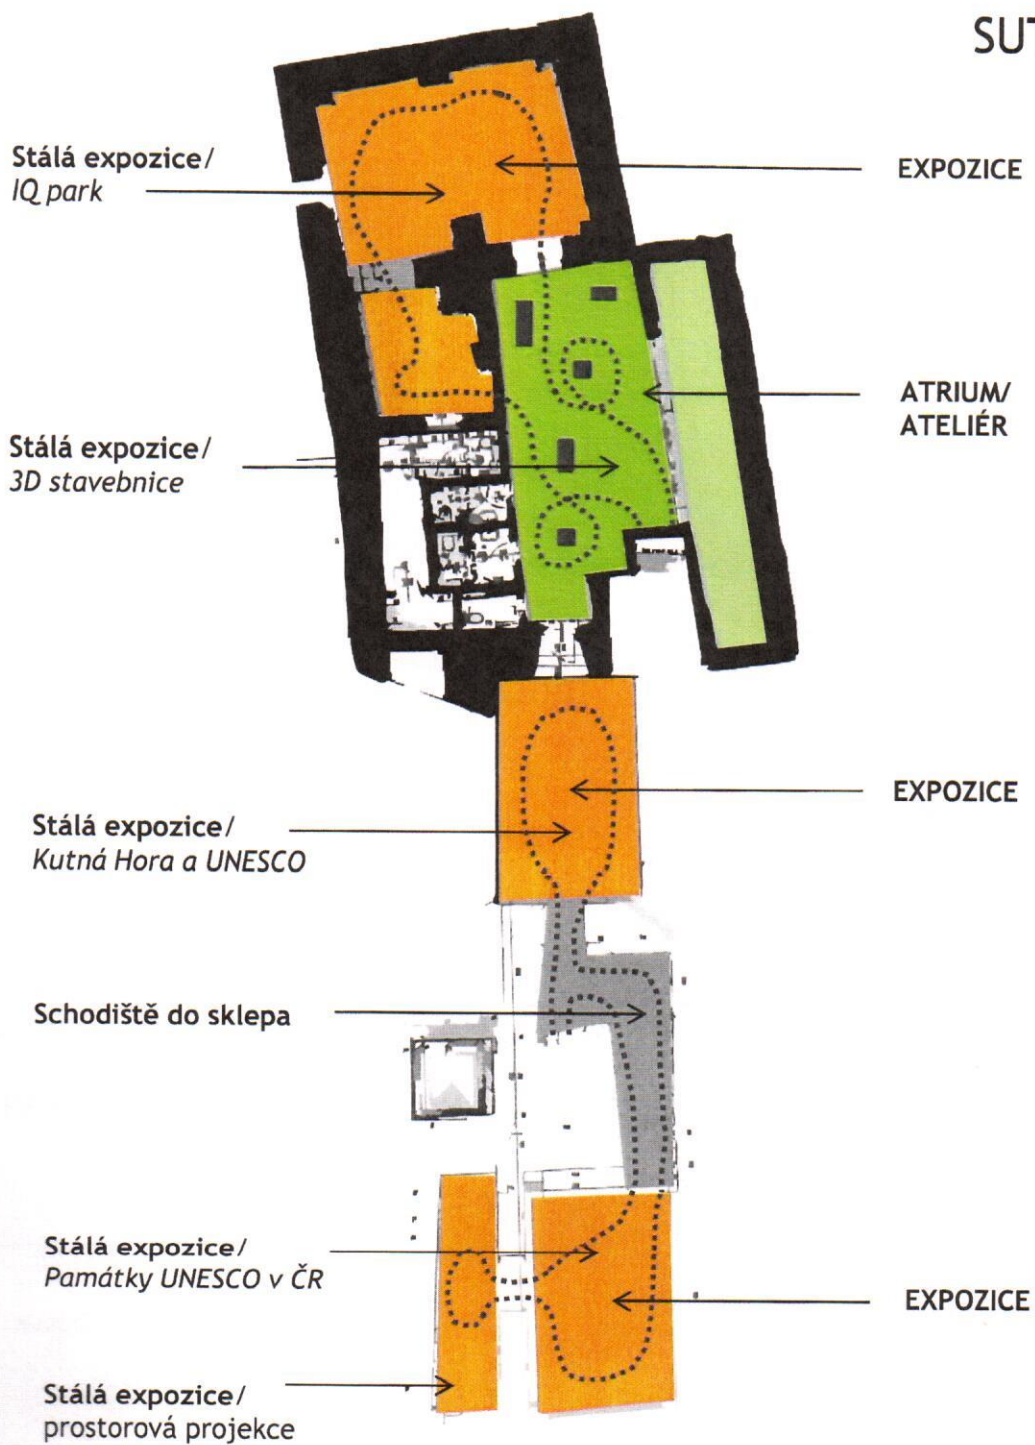 SUT
Stálá expozice/
IQ park
EXPOZICE
ATRIUM/
ATELIÉR
Stálá expozice/
3D stavebnice
EXPOZICE
Stálá expozice/
Kutná Hora a UNESCO
Schodiště do sklepa
Stálá expozice/
Památky UNESCO v ČR
EXPOZICE
Stálá expozice/
prostorová projekce